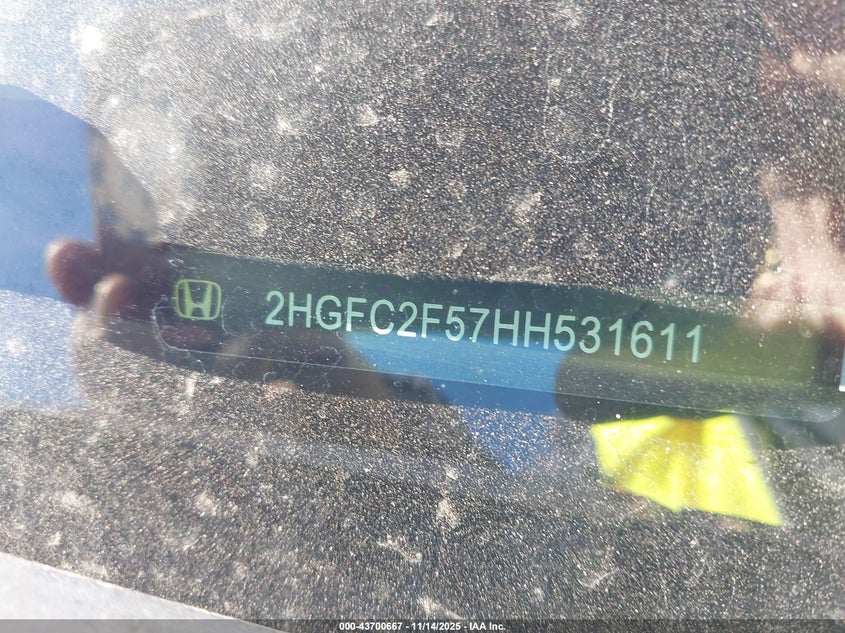 2HGFC2F57HH531611
000-43700667 - 11/14/2025 - IAA Inc.